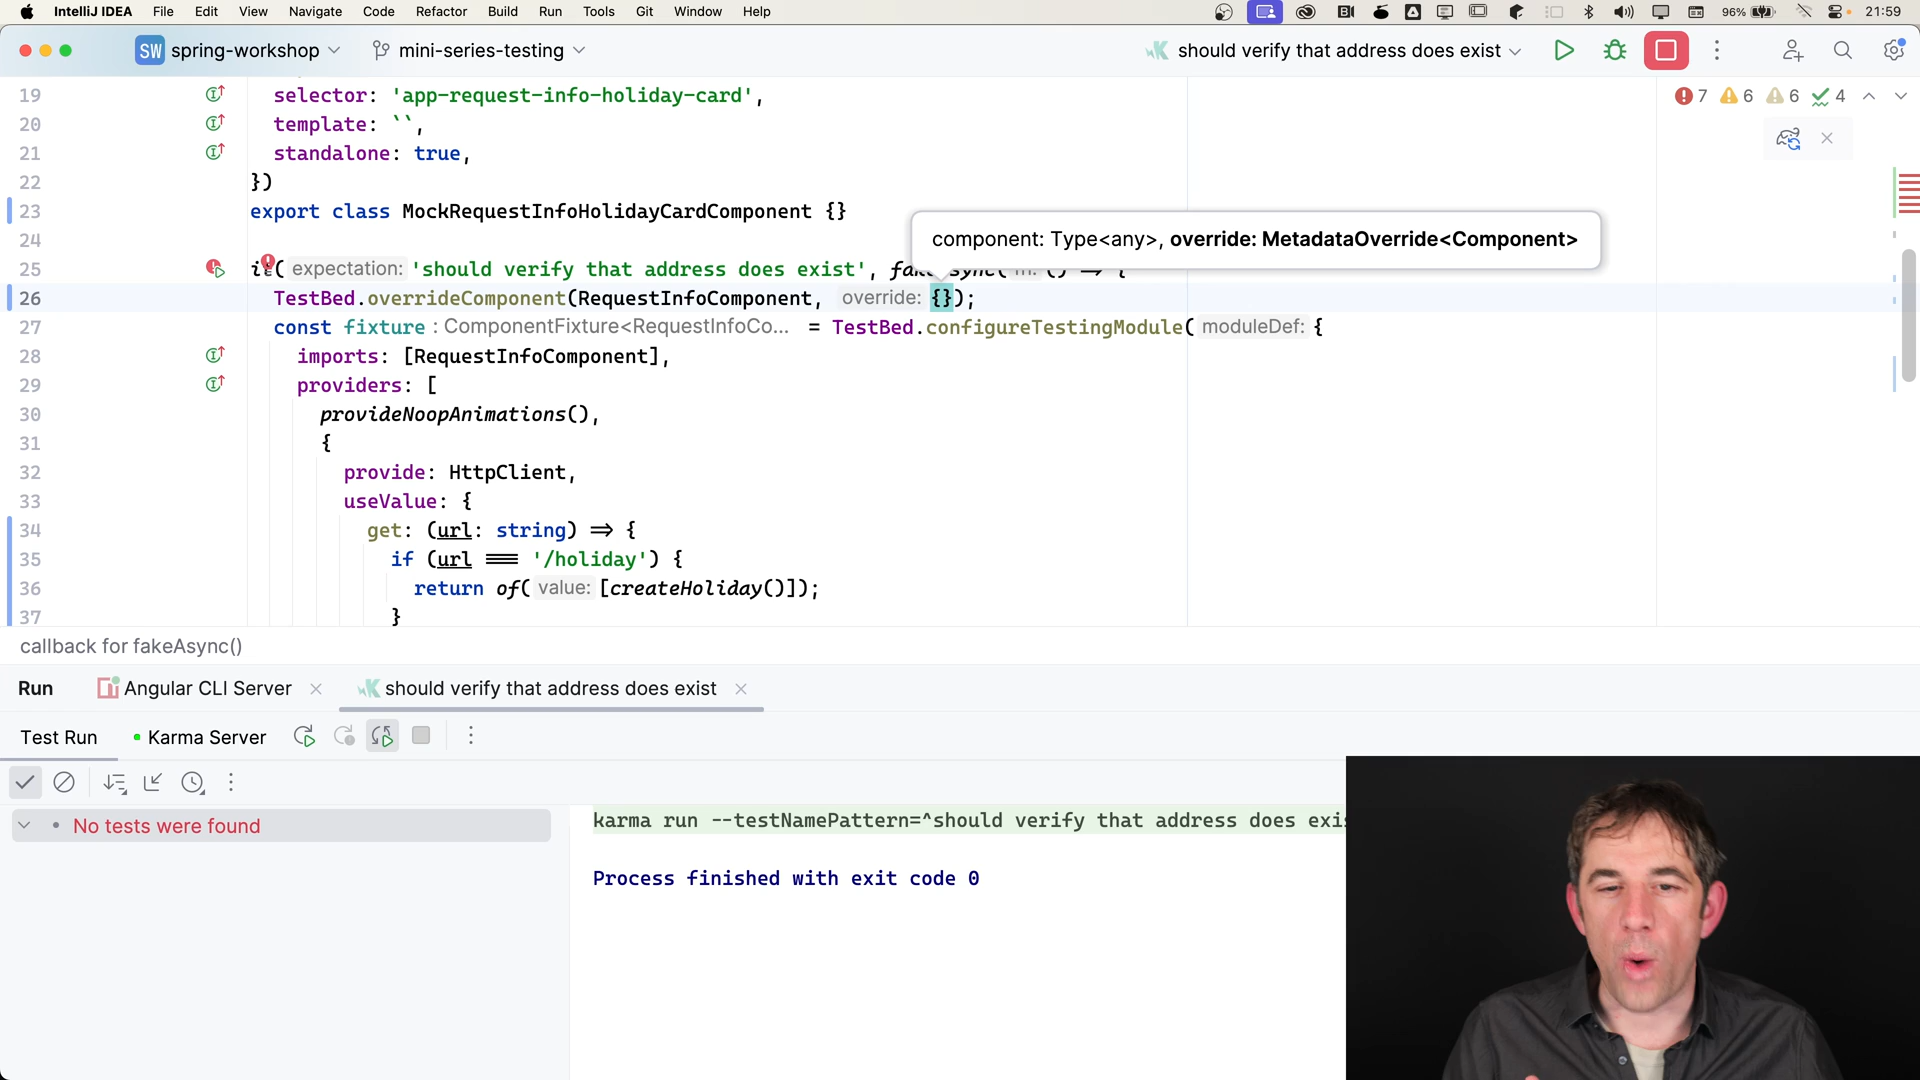 IntelliJ IDEA File Edit View Navigate Code Refactor Build Run Tools Git Window Help 96% 21:59
SW spring-workshop mini-series-testing should verify that address does exist
19 selector: 'app-request-info-holiday-card', 7 6 6 4
20 template: ``,
21 standalone: true,
22 })
23 export class MockRequestInfoHolidayCardComponent {}
24
component: Type<any>, override: MetadataOverride<Component>
25 it( expectation: 'should verify that address does exist',
26 TestBed.overrideComponent(RequestInfoComponent, override: {});
27 const fixture : ComponentFixture<RequestInfoCo... = TestBed.configureTestingModule( moduleDef: {
28 imports: [RequestInfoComponent],
29 providers: [
30 provideNoopAnimations(),
31 {
32 provide: HttpClient,
33 useValue: {
34 get: (url: string) => {
35 if (url === '/holiday') {
36 return of( value: [createHoliday()]);
37 }
callback for fakeAsync()
Run Angular CLI Server should verify that address does exist
Test Run Karma Server
No tests were found
karma run --testNamePattern=^should verify that address does exis
Process finished with exit code 0